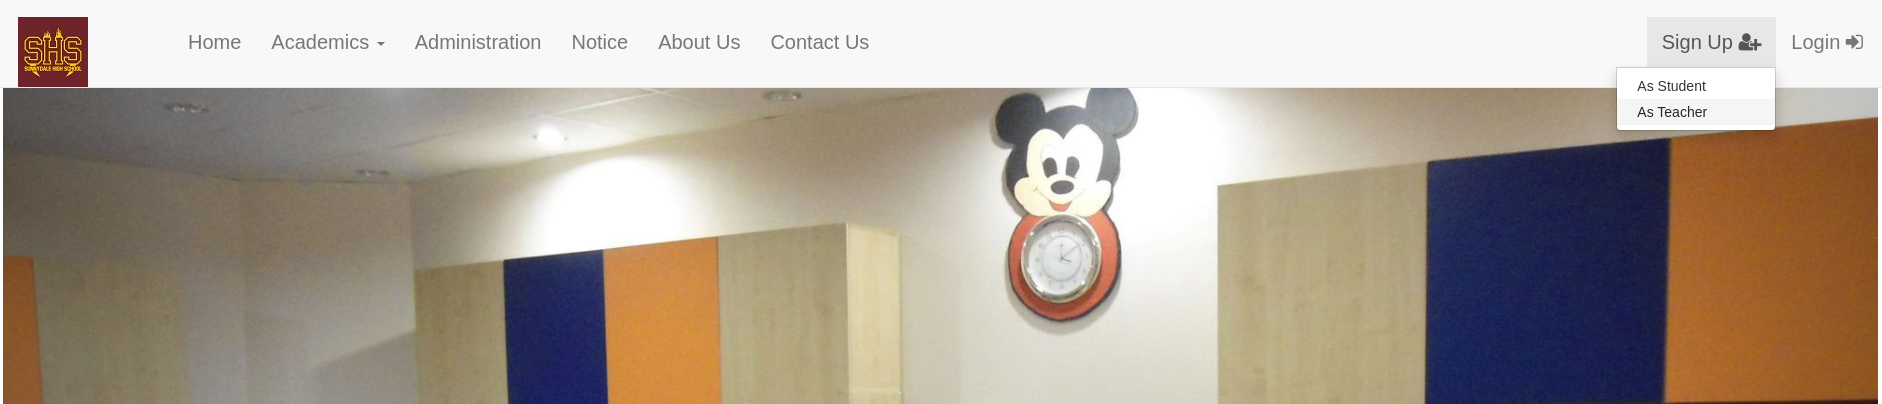 SHS
SUNNYDALE HIGH SCHOOL
Home Academics Administration Notice About Us Contact Us Sign Up Login
As Student
As Teacher